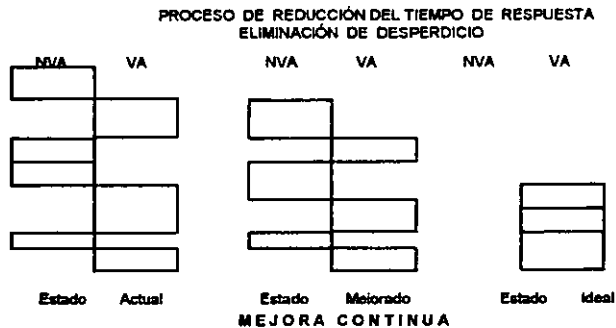 PROCESO DE REDUCCIÓN DEL TIEMPO DE RESPUESTA
ELIMINACIÓN DE DESPERDICIO
NVA VA NVA VA NVA VA
Estado Actual Estado Mejorado Estado Ideal
MEJORA CONTINUA